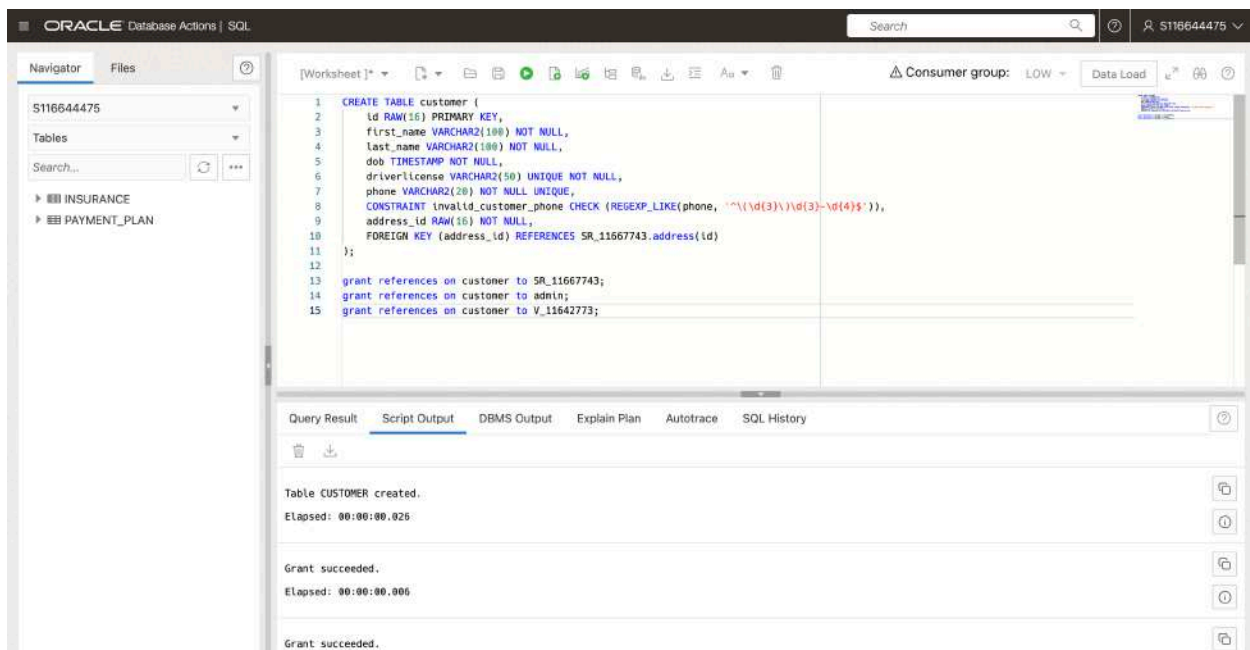 ORACLE Database Actions | SQL
Search
S116644475
Navigator Files
S116644475
Tables
Search...
INSURANCE
PAYMENT_PLAN
[Worksheet]* Aa Consumer group: LOW Data Load
1 CREATE TABLE customer (
2 id RAW(16) PRIMARY KEY,
3 first_name VARCHAR2(100) NOT NULL,
4 last_name VARCHAR2(100) NOT NULL,
5 dob TIMESTAMP NOT NULL,
6 driverlicense VARCHAR2(50) UNIQUE NOT NULL,
7 phone VARCHAR2(20) NOT NULL UNIQUE,
8 CONSTRAINT invalid_customer_phone CHECK (REGEXP_LIKE(phone, '^\(\d{3}\)\d{3}-\d{4}$')),
9 address_id RAW(16) NOT NULL,
10 FOREIGN KEY (address_id) REFERENCES SR_11667743.address(id)
11 );
12
13 grant references on customer to SR_11667743;
14 grant references on customer to admin;
15 grant references on customer to V_11642773;
Query Result Script Output DBMS Output Explain Plan Autotrace SQL History
Table CUSTOMER created.
Elapsed: 00:00:00.026
Grant succeeded.
Elapsed: 00:00:00.006
Grant succeeded.